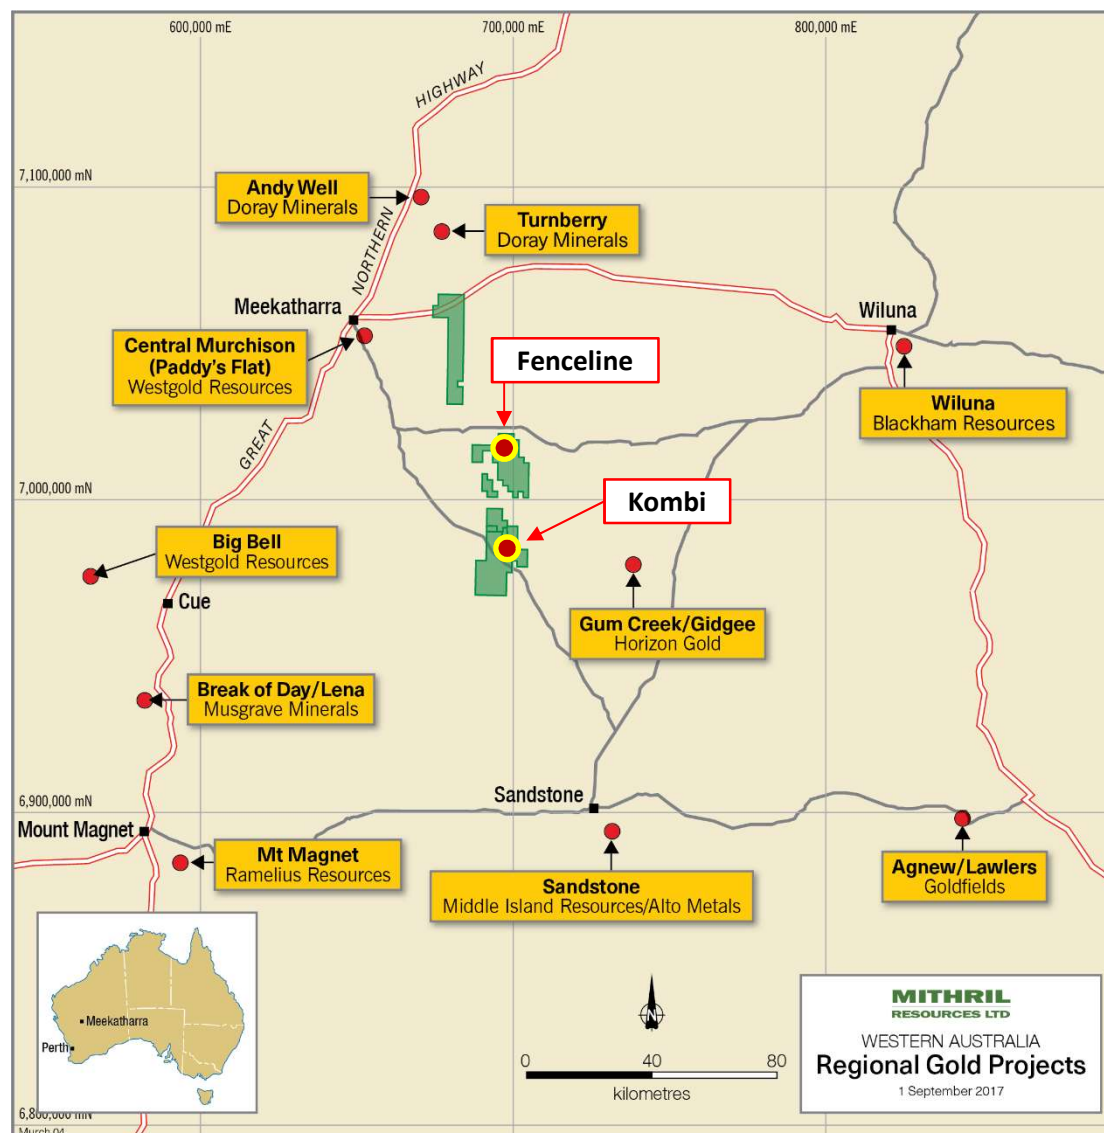 600,000 mE
700,000 mE
800,000 mE
HIGHWAY
7,100,000 mN
Andy Well
Doray Minerals
Turnberry
Doray Minerals
NORTHERN
Meekatharra
Wiluna
Central Murchison
(Paddy's Flat)
Westgold Resources
Fenceline
Wiluna
Blackham Resources
GREAT
7,000,000 mN
Kombi
Big Bell
Westgold Resources
Cue
Gum Creek/Gidgee
Horizon Gold
Break of Day/Lena
Musgrave Minerals
Sandstone
6,900,000 mN
Mount Magnet
Mt Magnet
Ramelius Resources
Sandstone
Middle Island Resources/Alto Metals
Agnew/Lawlers
Goldfields
Meekatharra
Perth
N
0 40 80
kilometres
MITHRIL
RESOURCES LTD
WESTERN AUSTRALIA
Regional Gold Projects
1 September 2017
6,800,000 mN